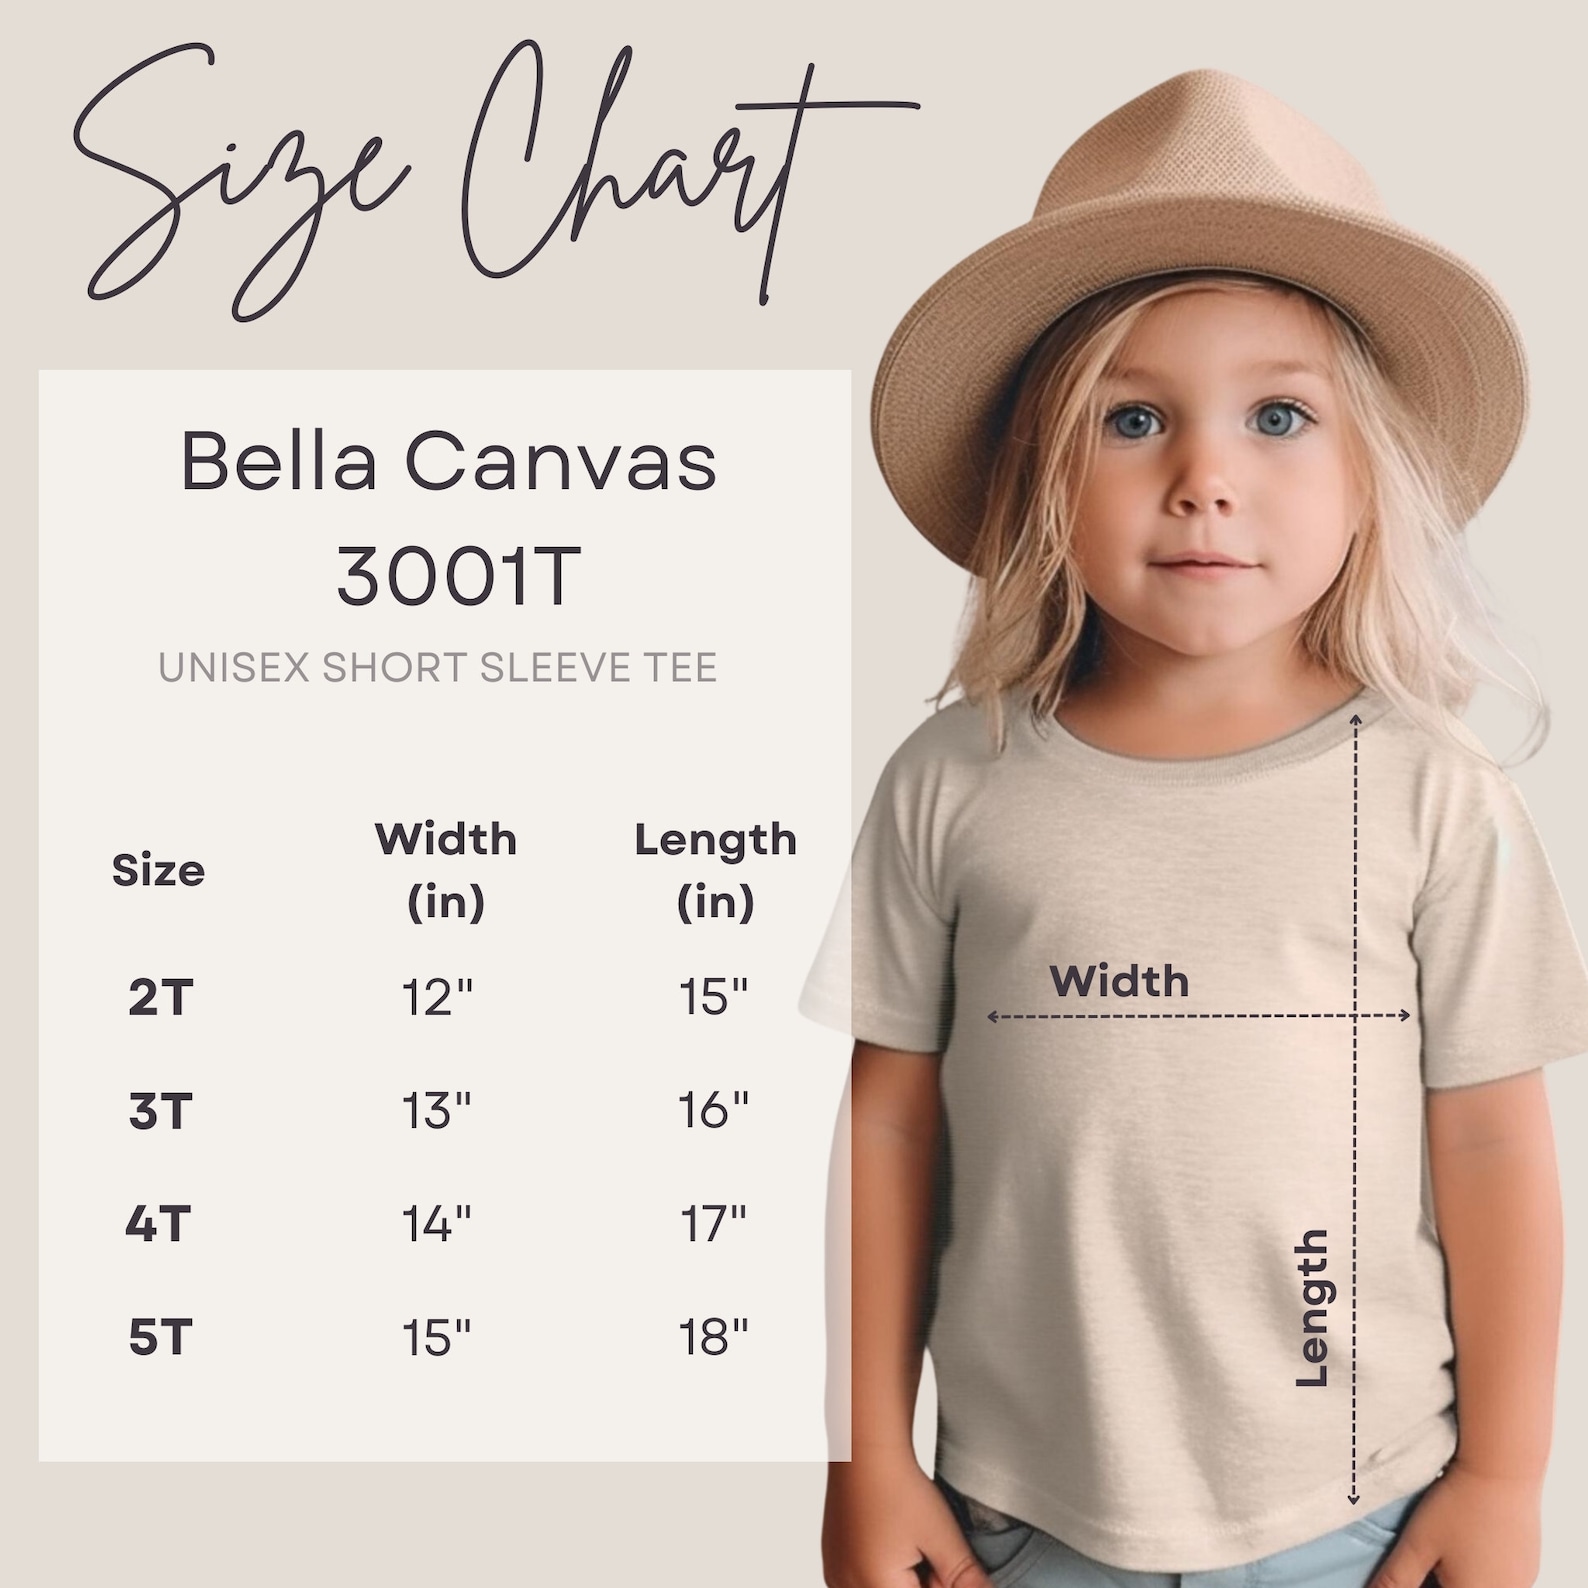 Size Chart
Bella Canvas
3001T
UNISEX SHORT SLEEVE TEE
Size Width (in) Length (in)
2T 12" 15"
3T 13" 16"
4T 14" 17"
5T 15" 18"
Width
Length